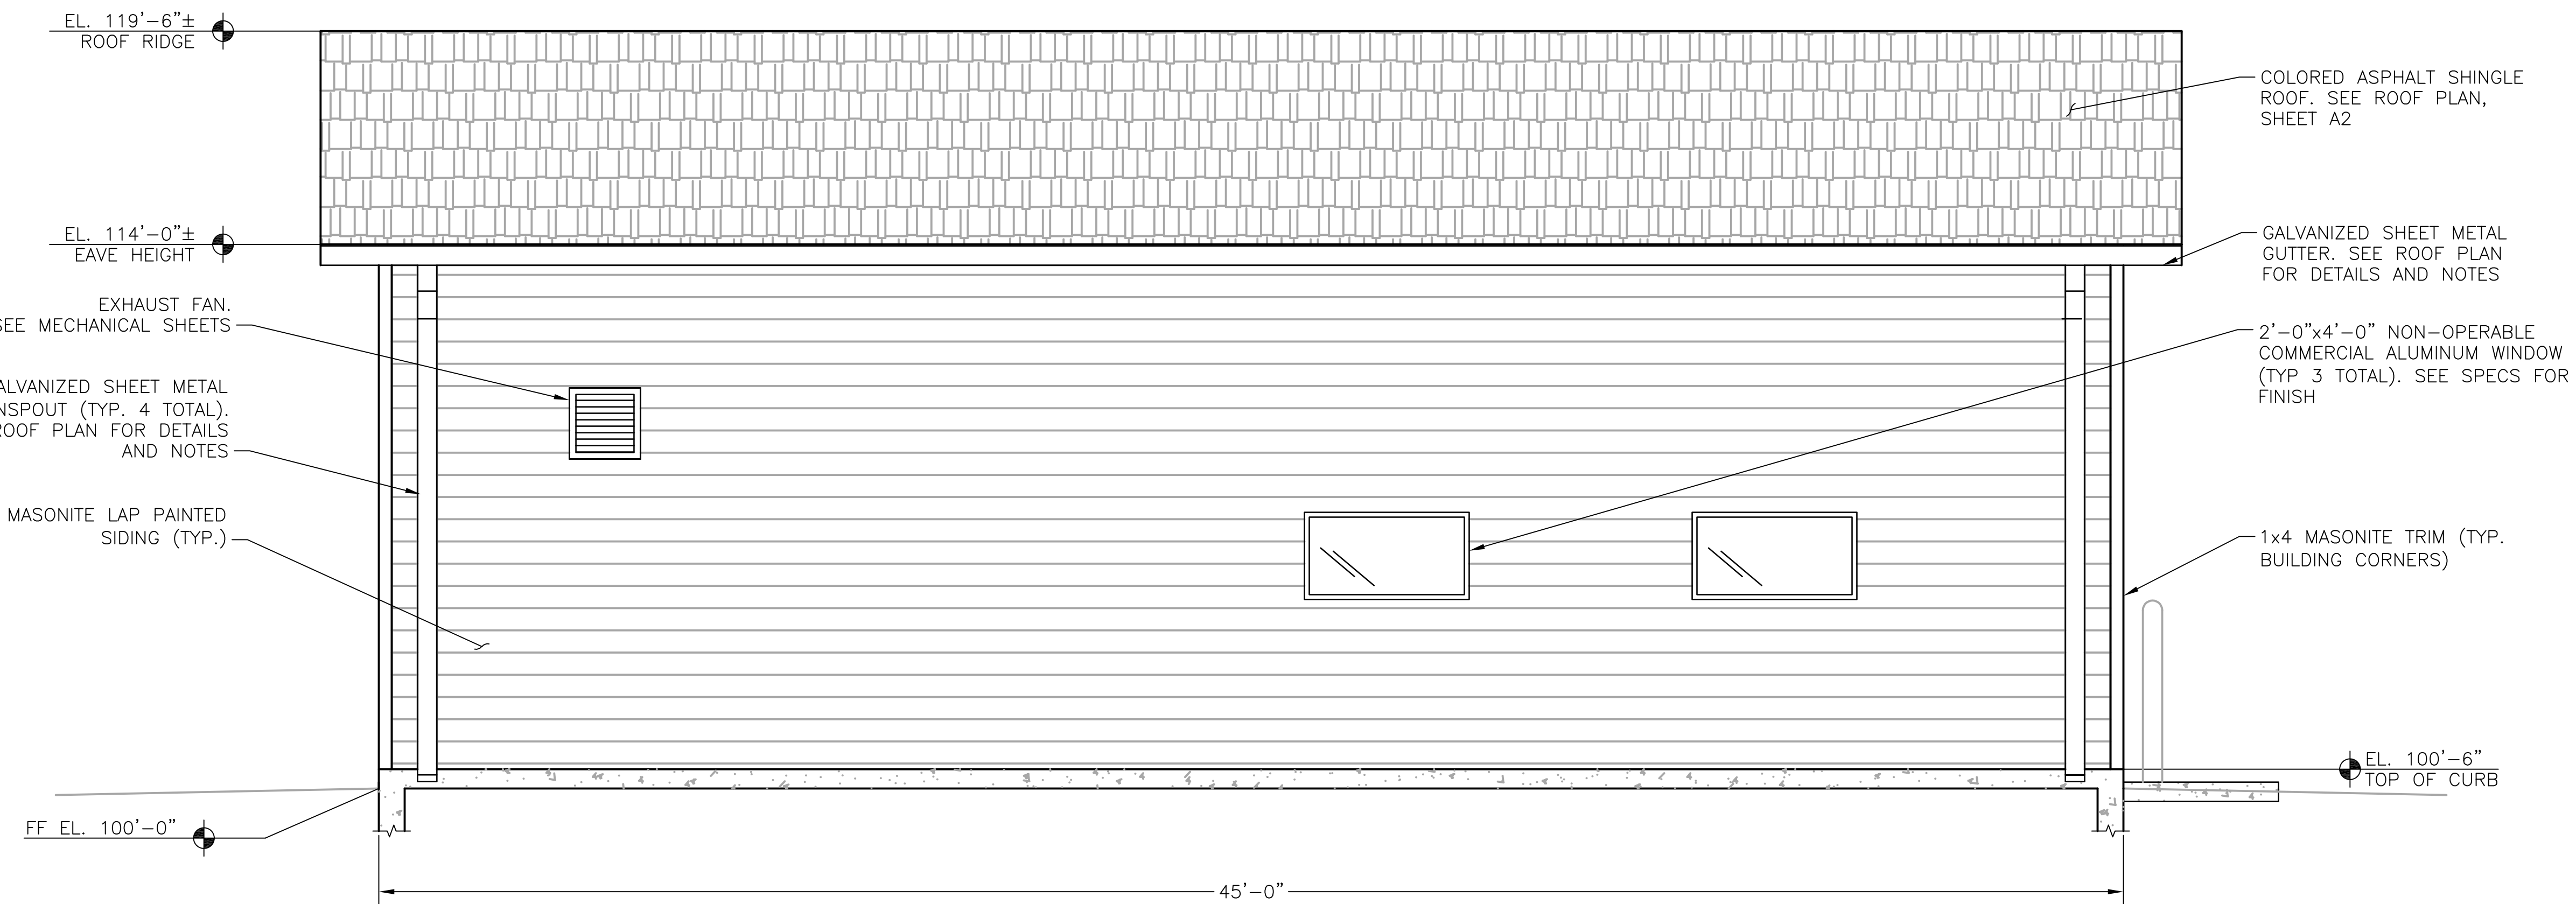 EL. 119'-6"±
ROOF RIDGE
EL. 114'-0"±
EAVE HEIGHT
EXHAUST FAN.
SEE MECHANICAL SHEETS
ALVANIZED SHEET METAL
NSPOUT (TYP. 4 TOTAL).
ROOF PLAN FOR DETAILS
AND NOTES
MASONITE LAP PAINTED
SIDING (TYP.)
FF EL. 100'-0"
COLORED ASPHALT SHINGLE
ROOF. SEE ROOF PLAN,
SHEET A2
GALVANIZED SHEET METAL
GUTTER. SEE ROOF PLAN
FOR DETAILS AND NOTES
2'-0"x4'-0" NON-OPERABLE
COMMERCIAL ALUMINUM WINDOW
(TYP 3 TOTAL). SEE SPECS FOR
FINISH
1x4 MASONITE TRIM (TYP.
BUILDING CORNERS)
EL. 100'-6"
TOP OF CURB
45'-0"